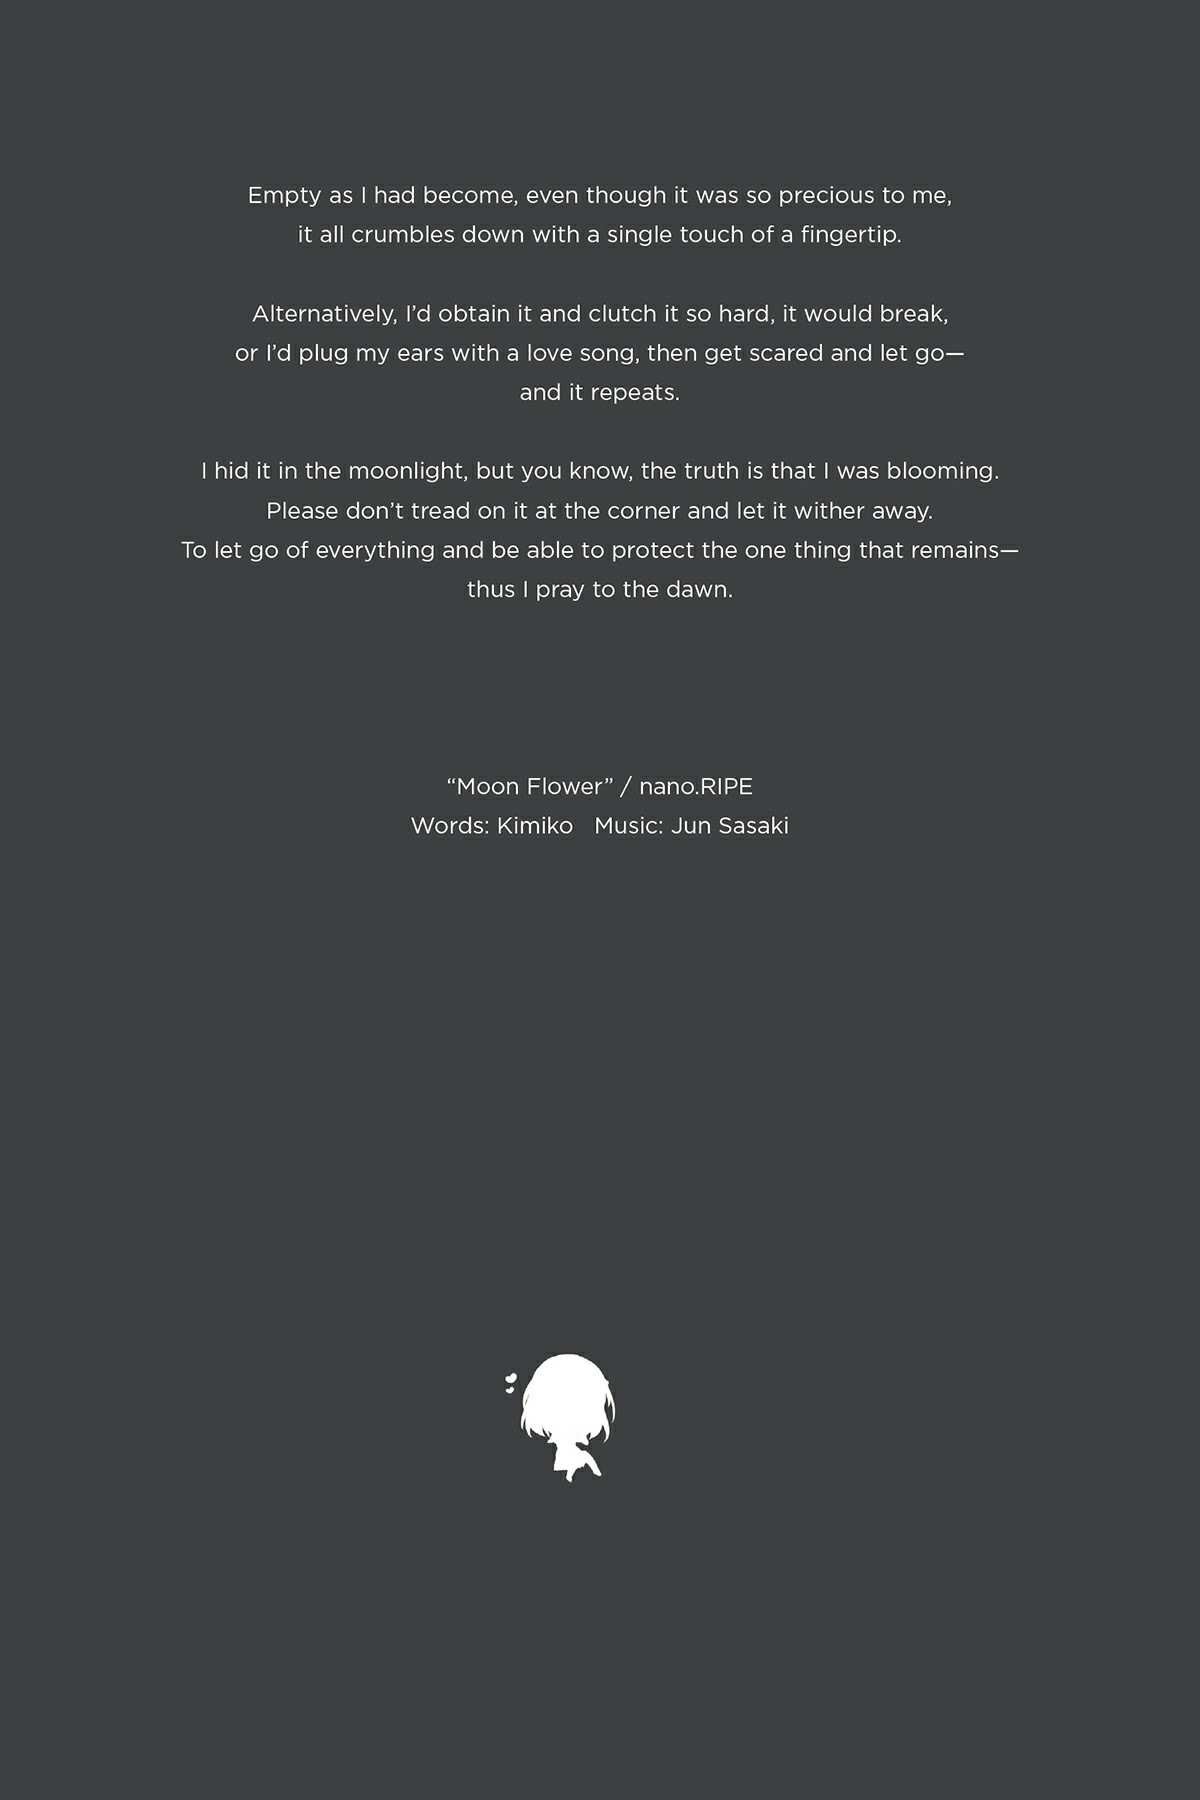 Empty as I had become, even though it was so precious to me,
it all crumbles down with a single touch of a fingertip.
Alternatively, I’d obtain it and clutch it so hard, it would break,
or I’d plug my ears with a love song, then get scared and let go—
and it repeats.
I hid it in the moonlight, but you know, the truth is that I was blooming.
Please don’t tread on it at the corner and let it wither away.
To let go of everything and be able to protect the one thing that remains—
thus I pray to the dawn.
“Moon Flower” / nano.RIPE
Words: Kimiko   Music: Jun Sasaki